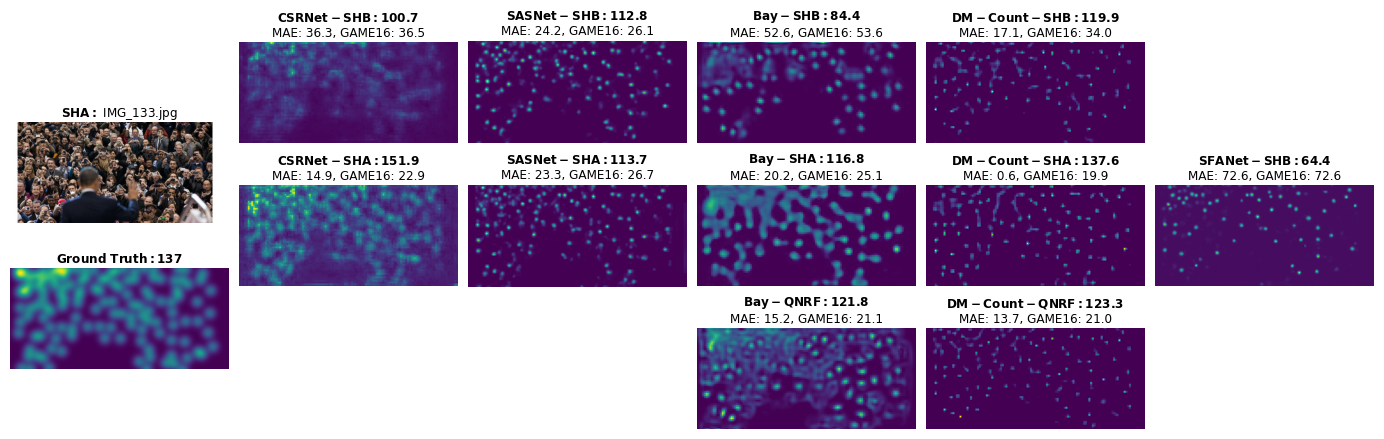 SHA: IMG_133.jpg
Ground Truth: 137
CSRNet-SHB: 100.7
MAE: 36.3, GAME16: 36.5
SASNet-SHB: 112.8
MAE: 24.2, GAME16: 26.1
Bay-SHB: 84.4
MAE: 52.6, GAME16: 53.6
DM-Count-SHB: 119.9
MAE: 17.1, GAME16: 34.0
CSRNet-SHA: 151.9
MAE: 14.9, GAME16: 22.9
SASNet-SHA: 113.7
MAE: 23.3, GAME16: 26.7
Bay-SHA: 116.8
MAE: 20.2, GAME16: 25.1
DM-Count-SHA: 137.6
MAE: 0.6, GAME16: 19.9
SFANet-SHB: 64.4
MAE: 72.6, GAME16: 72.6
Bay-QNRF: 121.8
MAE: 15.2, GAME16: 21.1
DM-Count-QNRF: 123.3
MAE: 13.7, GAME16: 21.0